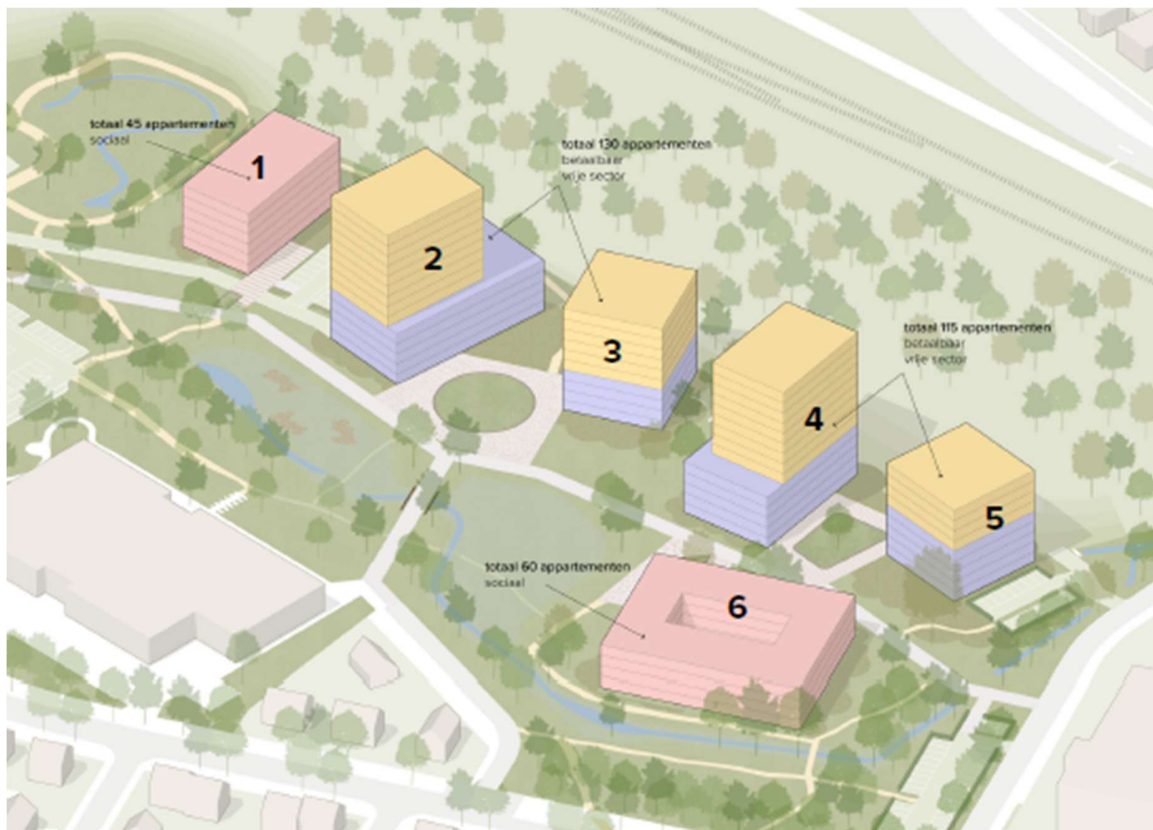 totaal 45 appartementen
sociaal
1
totaal 130 appartementen
betaalbaar
vrije sector
2
3
totaal 115 appartementen
betaalbaar
vrije sector
4
5
totaal 60 appartementen
sociaal
6